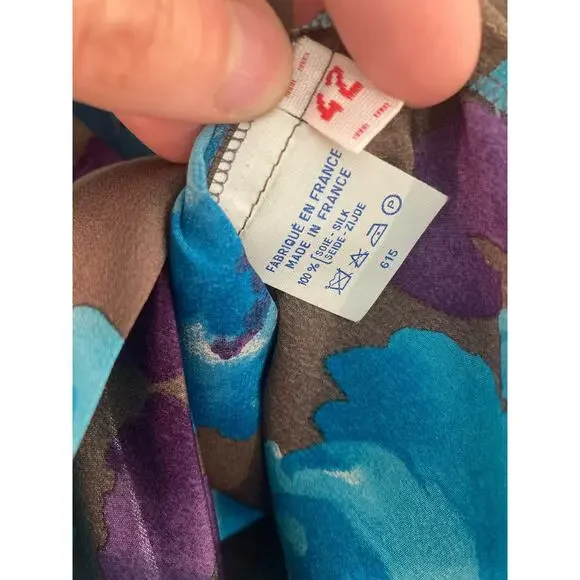 42
FABRIQUÉ EN FRANCE
MADE IN FRANCE
100% [SOIE - SILK
SEIDE - ZIJDE
P
615